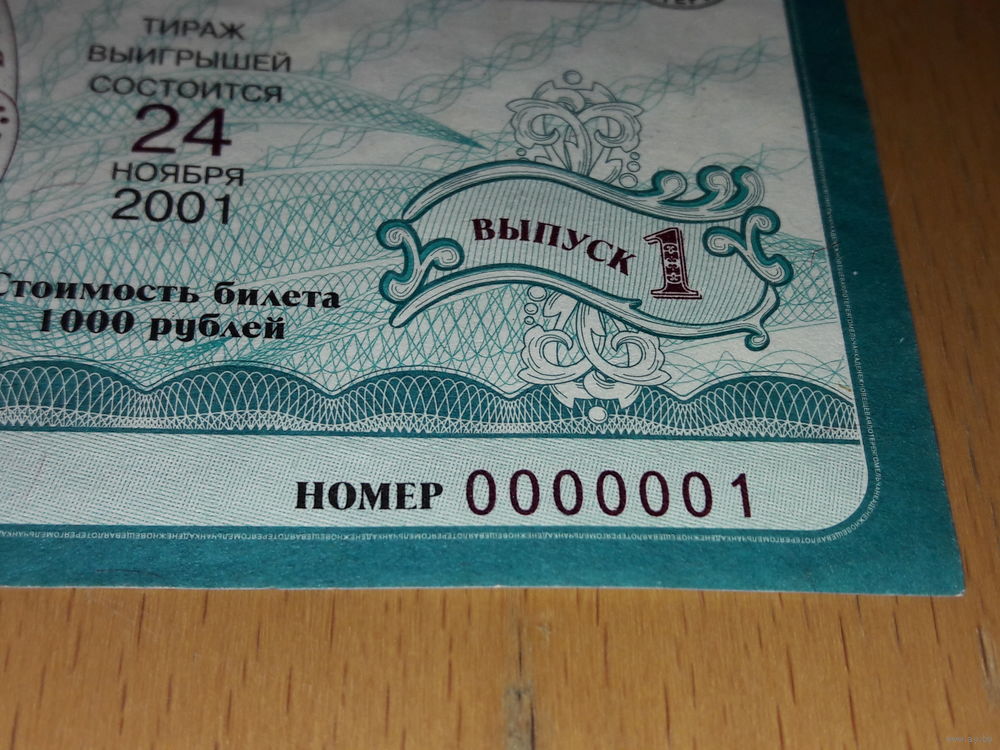 ТИРАЖ
ВЫИГРЫШЕЙ
СОСТОИТСЯ
24
НОЯБРЯ
2001
ВЫПУСК 1
Стоимость билета
1000 рублей
НОМЕР 0000001